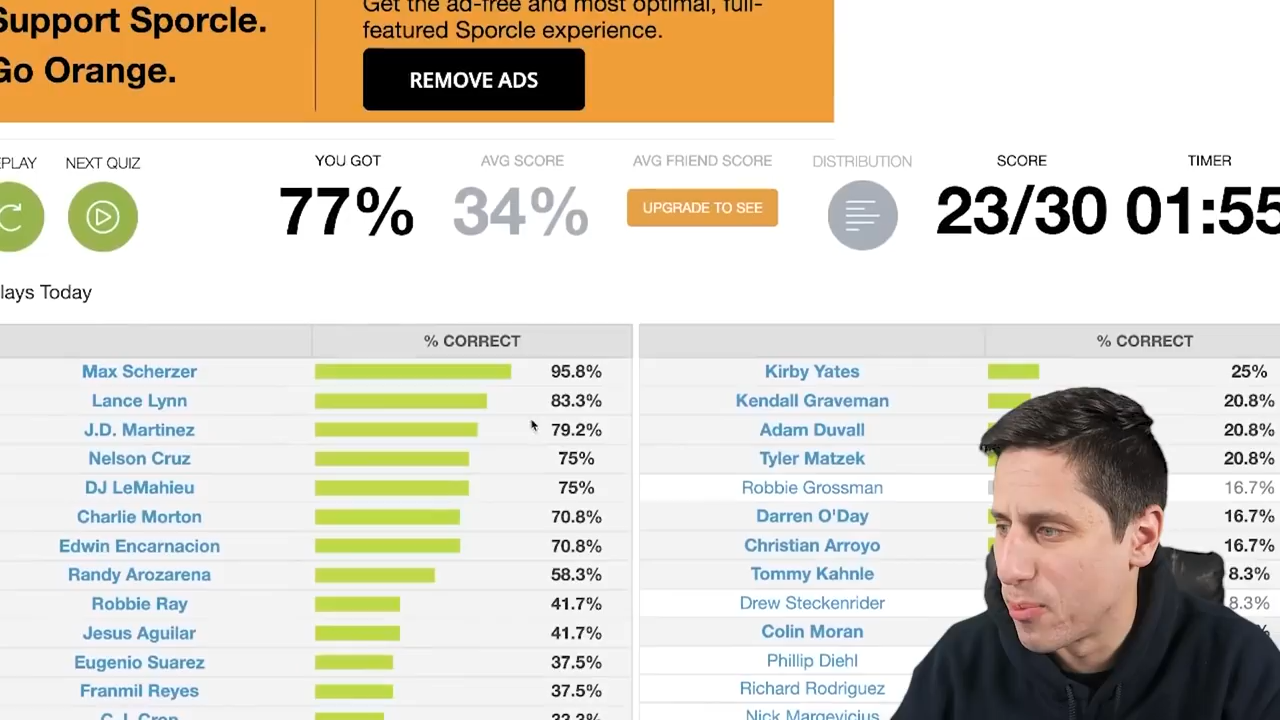 Support Sporcle.
Go Orange.
Get the ad-free and most optimal, full-
featured Sporcle experience.
REMOVE ADS
EPLAY
NEXT QUIZ
YOU GOT
77%
AVG SCORE
34%
AVG FRIEND SCORE
UPGRADE TO SEE
DISTRIBUTION
SCORE
23/30
TIMER
01:55
lays Today
% CORRECT
Max Scherzer 95.8%
Lance Lynn 83.3%
J.D. Martinez 79.2%
Nelson Cruz 75%
DJ LeMahieu 75%
Charlie Morton 70.8%
Edwin Encarnacion 70.8%
Randy Arozarena 58.3%
Robbie Ray 41.7%
Jesus Aguilar 41.7%
Eugenio Suarez 37.5%
Franmil Reyes 37.5%
C.J. Cron 33.3%
% CORRECT
Kirby Yates 25%
Kendall Graveman 20.8%
Adam Duvall 20.8%
Tyler Matzek 20.8%
Robbie Grossman 16.7%
Darren O'Day 16.7%
Christian Arroyo 16.7%
Tommy Kahnle 8.3%
Drew Steckenrider 8.3%
Colin Moran
Phillip Diehl
Richard Rodriguez
Nick Margevicius